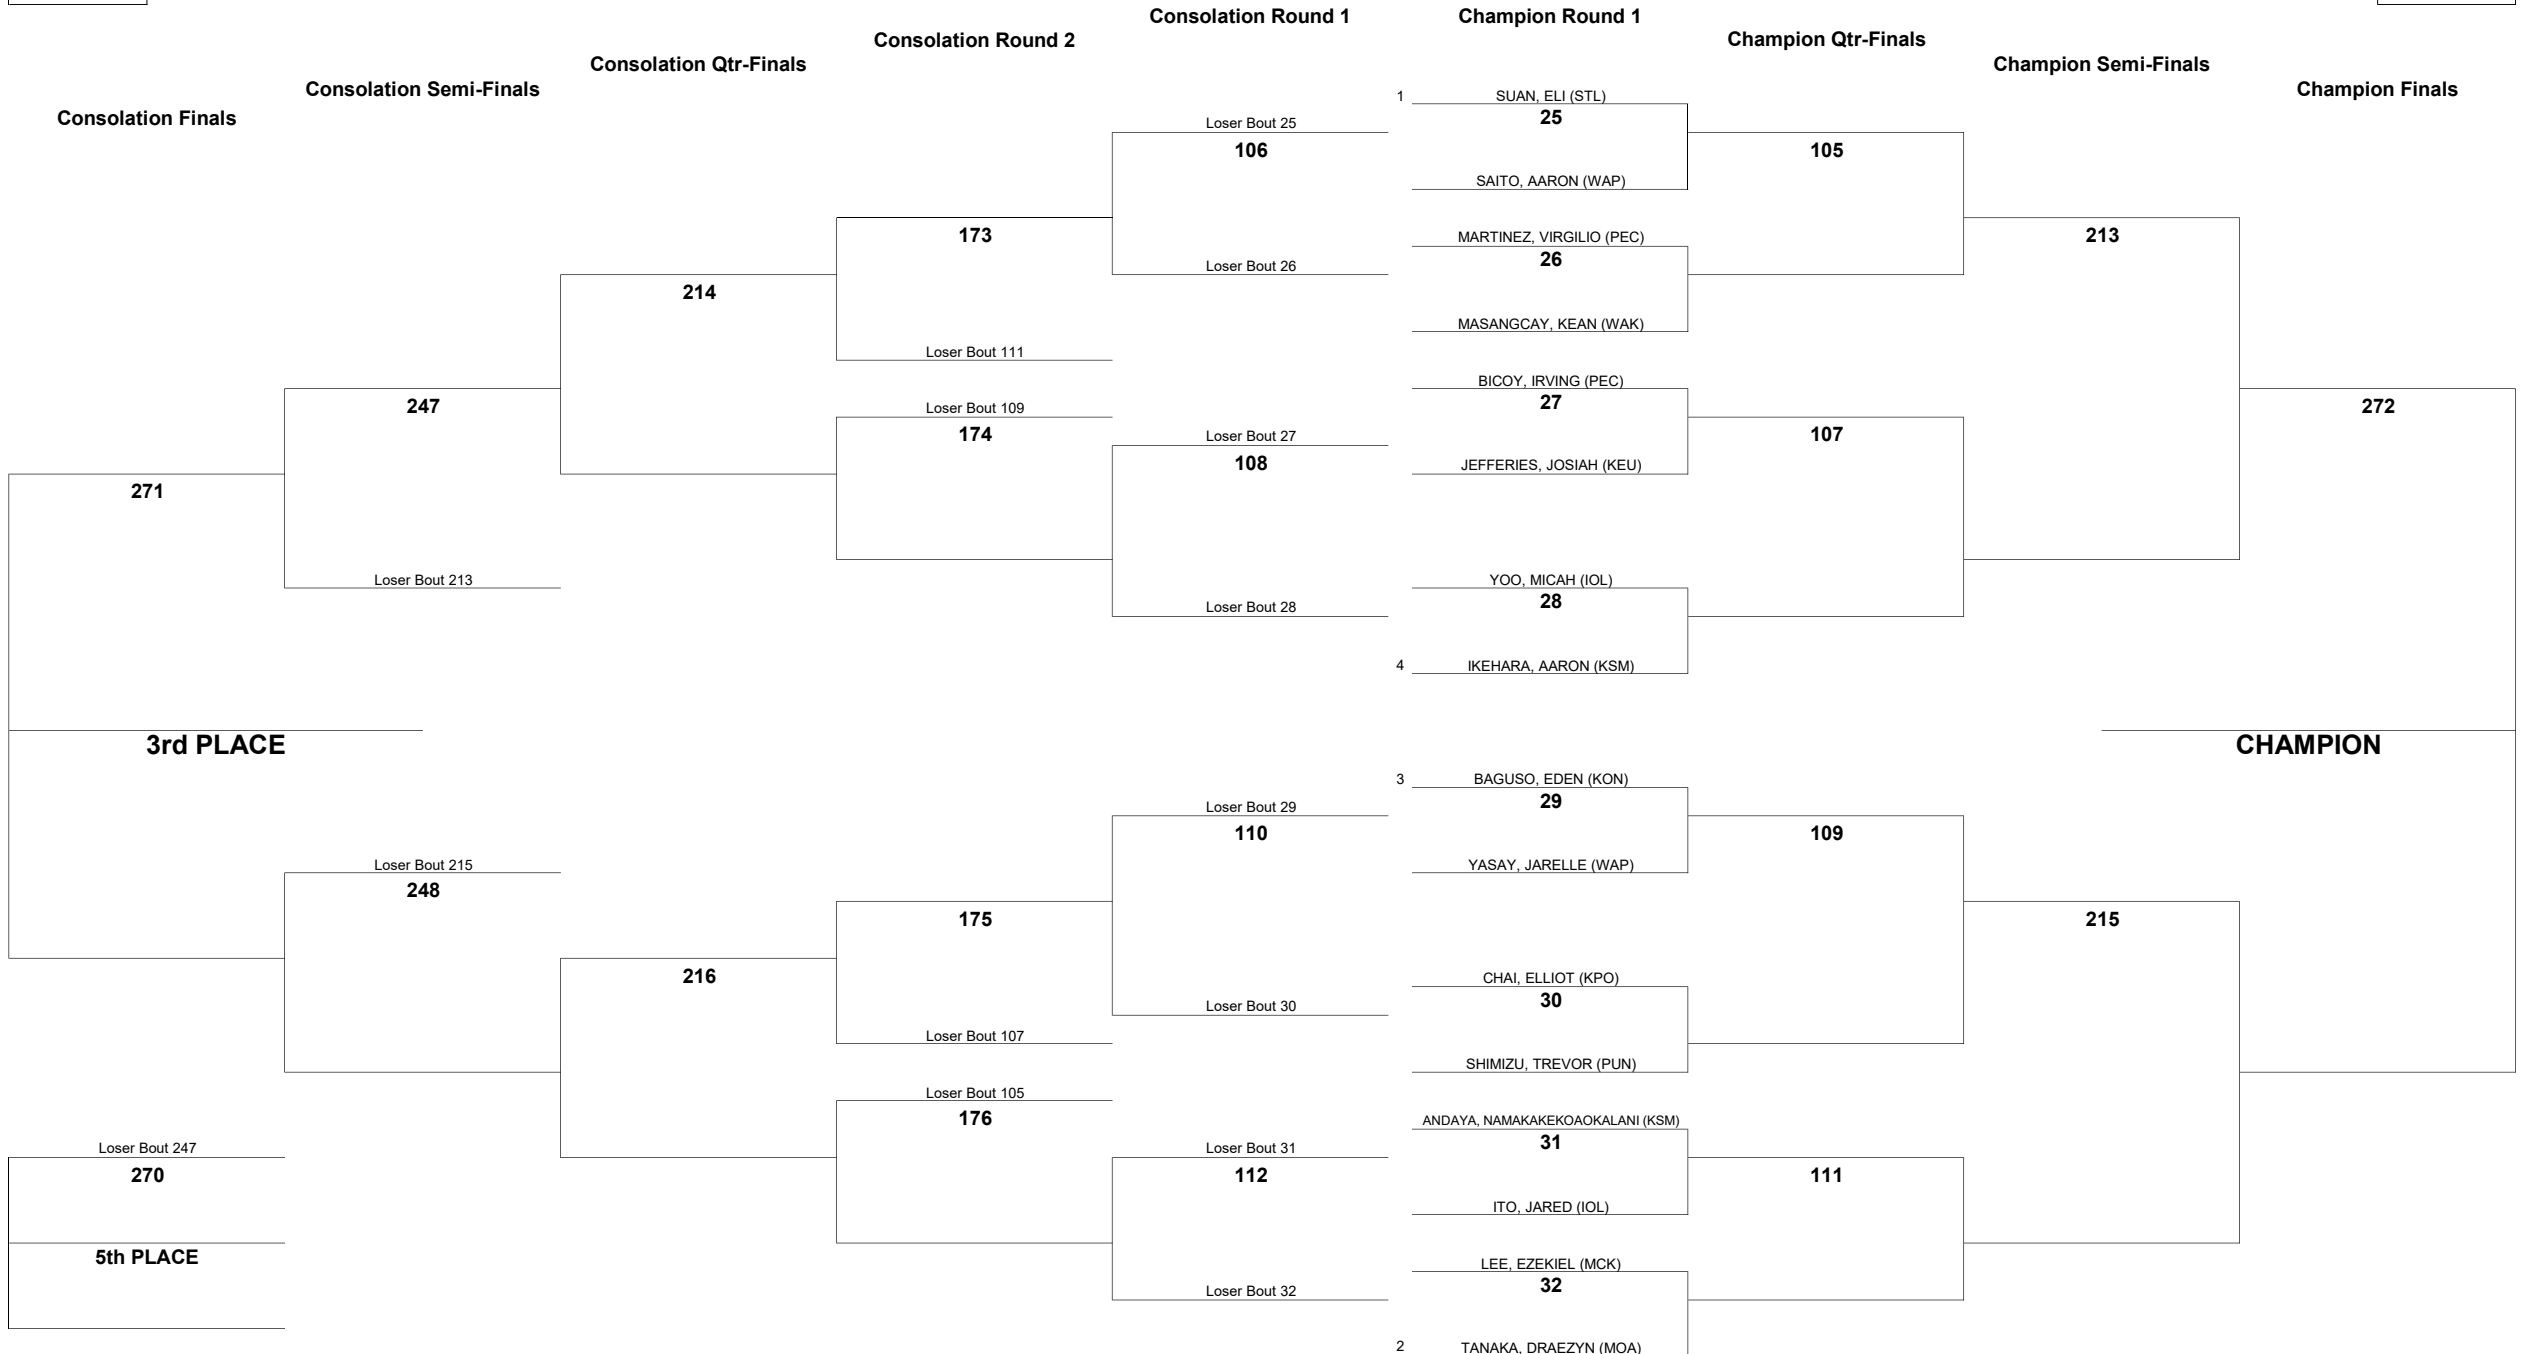 Consolation Round 1
Champion Round 1
Consolation Round 2
Champion Qtr-Finals
Consolation Qtr-Finals
Champion Semi-Finals
Consolation Semi-Finals
Champion Finals
Consolation Finals
1 SUAN, ELI (STL)
25
Loser Bout 25
106
105
SAITO, AARON (WAP)
173
213
MARTINEZ, VIRGILIO (PEC)
26
Loser Bout 26
214
MASANGCAY, KEAN (WAK)
Loser Bout 111
BICOY, IRVING (PEC)
27
247
Loser Bout 109
272
174
Loser Bout 27
107
108
JEFFERIES, JOSIAH (KEU)
271
Loser Bout 213
YOO, MICAH (IOL)
28
Loser Bout 28
4 IKEHARA, AARON (KSM)
3rd PLACE
CHAMPION
3 BAGUSO, EDEN (KON)
29
Loser Bout 29
110
109
Loser Bout 215
YASAY, JARELLE (WAP)
248
175
215
216
CHAI, ELLIOT (KPO)
30
Loser Bout 30
Loser Bout 107
SHIMIZU, TREVOR (PUN)
Loser Bout 105
176
ANDAYA, NAMAKAKEKOAOKALANI (KSM)
31
Loser Bout 247
Loser Bout 31
270
112
111
ITO, JARED (IOL)
5th PLACE
LEE, EZEKIEL (MCK)
32
Loser Bout 32
2 TANAKA, DRAEZYN (MOA)